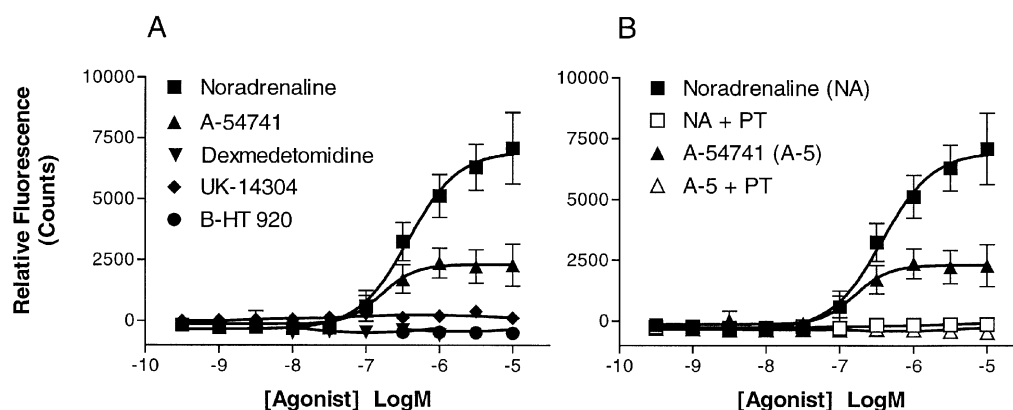 A
Relative Fluorescence
(Counts)
10000
7500
5000
2500
0
-10
-9
-8
-7
-6
-5
[Agonist] LogM
Noradrenaline
A-54741
Dexmedetomidine
UK-14304
B-HT 920
B
10000
7500
5000
2500
0
-10
-9
-8
-7
-6
-5
[Agonist] LogM
Noradrenaline (NA)
NA + PT
A-54741 (A-5)
A-5 + PT